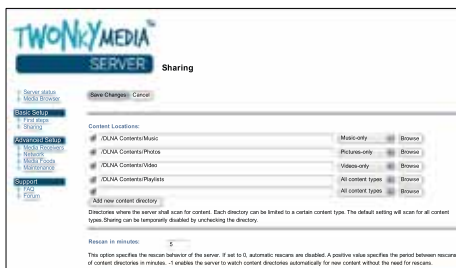 TWONKYMEDIA
SERVER
Sharing
Server status
Media Browser
Save Changes Cancel
Basic Setup
First steps
Sharing
Content Locations:
Advanced Setup
Media Receivers
Network
Media Feeds
Maintenance
Support
FAQ
Forum
/DLNA Contents/Music Music-only Browse
/DLNA Contents/Photos Pictures-only Browse
/DLNA Contents/Video Videos-only Browse
/DLNA Contents/Playlists All content types Browse
All content types Browse
Add new content directory
Directories where the server shall scan for content. Each directory can be limited to a certain content type. The default setting will scan for all content
types.Sharing can be temporarily disabled by unchecking the directory.
Rescan in minutes: 5
This option specifies the rescan behavior of the server. If set to 0, automatic rescans are disabled. A positive value specifies the period between rescans
of content directories in minutes. -1 enables the server to watch content directories automatically for new content without the need for rescans.